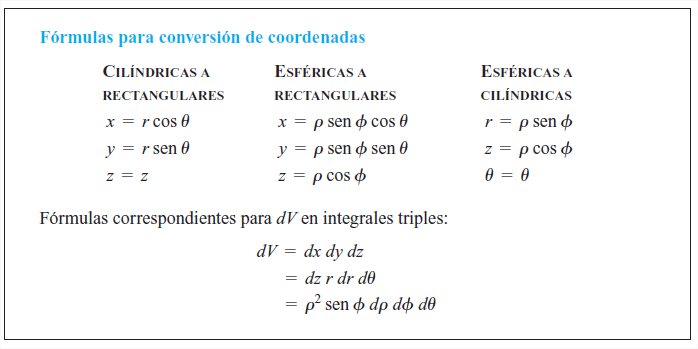 Fórmulas para conversión de coordenadas
CILÍNDRICAS A ESFÉRICAS A ESFÉRICAS A
RECTANGULARES RECTANGULARES CILÍNDRICAS
x = r cos θ x = ρ sen ϕ cos θ r = ρ sen ϕ
y = r sen θ y = ρ sen ϕ sen θ z = ρ cos ϕ
z = z z = ρ cos ϕ θ = θ
Fórmulas correspondientes para dV en integrales triples:
dV = dx dy dz
= dz r dr dθ
= ρ² sen ϕ dρ dϕ dθ